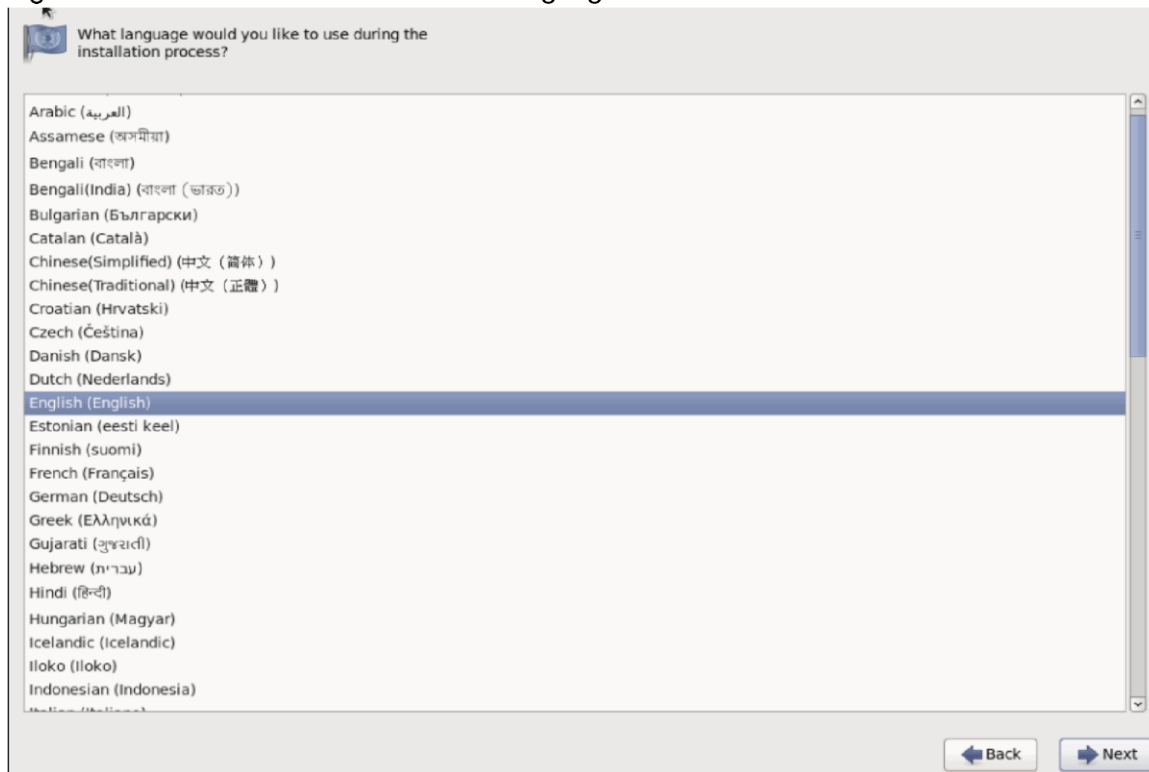 What language would you like to use during the
installation process?
Arabic (العربية)
Assamese (অসমীয়া)
Bengali (বাংলা)
Bengali(India) (বাংলা (ভারত))
Bulgarian (Български)
Catalan (Català)
Chinese(Simplified) (中文（简体）)
Chinese(Traditional) (中文（正體）)
Croatian (Hrvatski)
Czech (Čeština)
Danish (Dansk)
Dutch (Nederlands)
English (English)
Estonian (eesti keel)
Finnish (suomi)
French (Français)
German (Deutsch)
Greek (Ελληνικά)
Gujarati (ગુજરાતી)
Hebrew (עברית)
Hindi (हिन्दी)
Hungarian (Magyar)
Icelandic (Icelandic)
Iloko (Iloko)
Indonesian (Indonesia)
Back Next